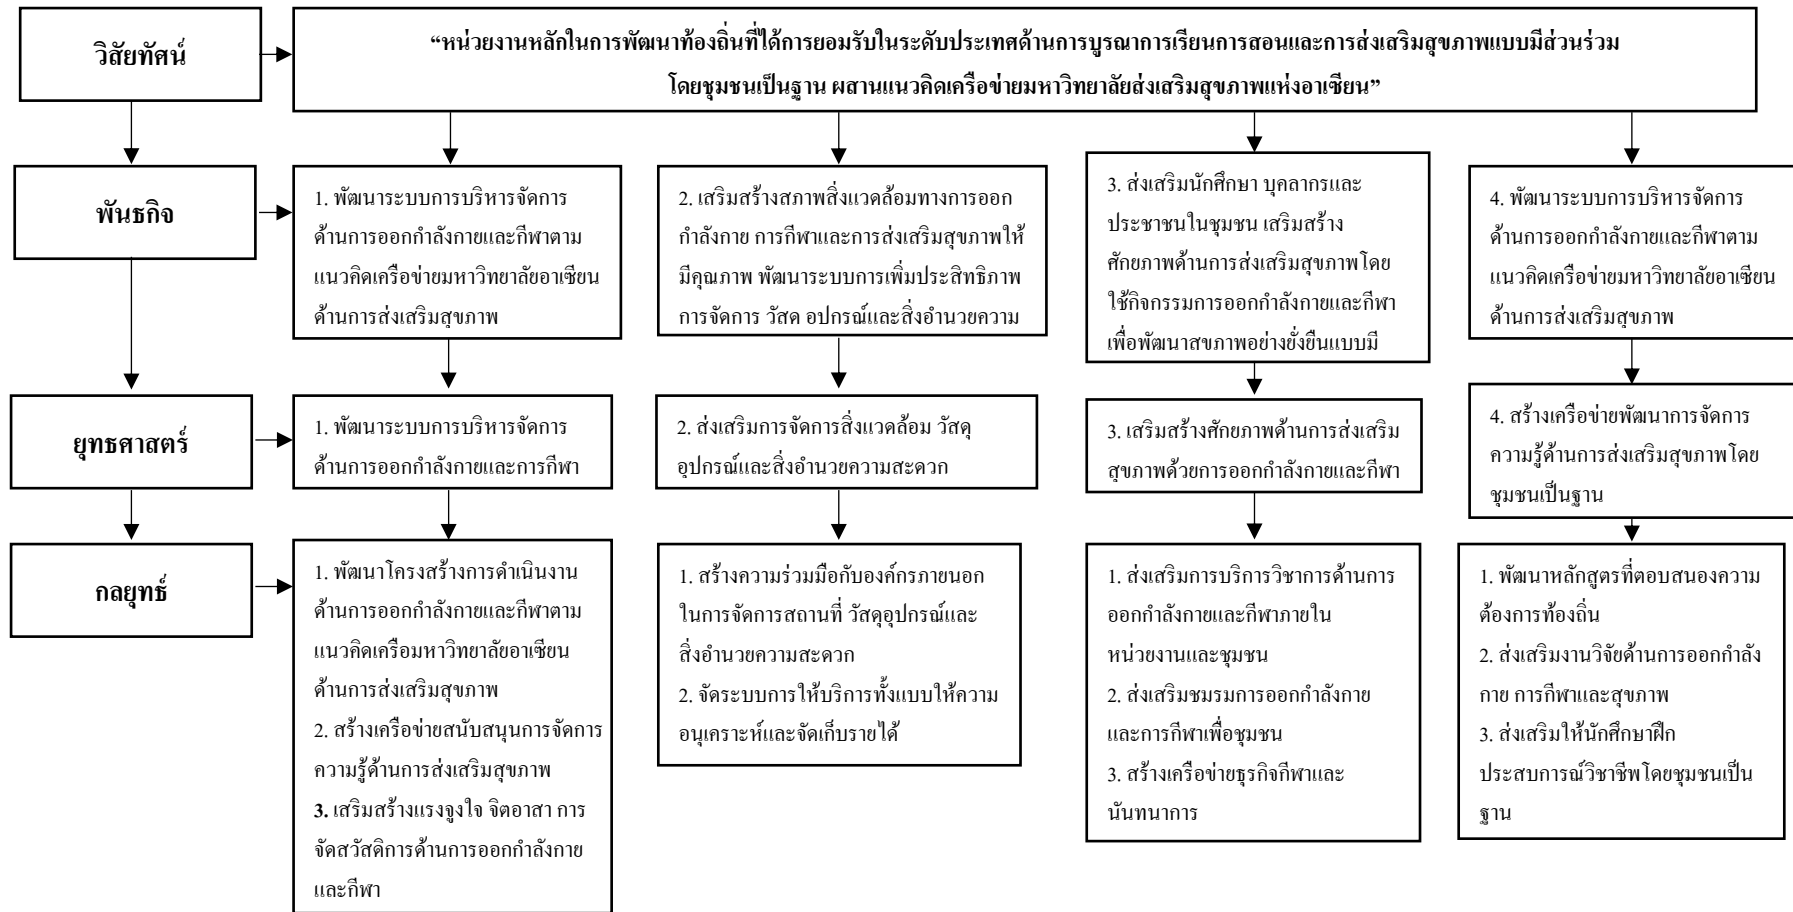 วิสัยทัศน์
“หน่วยงานหลักในการพัฒนาท้องถิ่นที่ได้การยอมรับในระดับประเทศด้านการบูรณาการเรียนการสอนและการส่งเสริมสุขภาพแบบมีส่วนร่วม
โดยชุมชนเป็นฐาน ผสานแนวคิดเครือข่ายมหาวิทยาลัยส่งเสริมสุขภาพแห่งอาเซียน”
พันธกิจ
1. พัฒนาระบบการบริหารจัดการ
ด้านการออกกำลังกายและกีฬาตาม
แนวคิดเครือข่ายมหาวิทยาลัยอาเซียน
ด้านการส่งเสริมสุขภาพ
2. เสริมสร้างสภาพสิ่งแวดล้อมทางการออก
กำลังกาย การกีฬาและการส่งเสริมสุขภาพให้
มีคุณภาพ พัฒนาระบบการเพิ่มประสิทธิภาพ
การจัดการ วัสดุ อุปกรณ์และสิ่งอำนวยความ
3. ส่งเสริมนักศึกษา บุคลากรและ
ประชาชนในชุมชน เสริมสร้าง
ศักยภาพด้านการส่งเสริมสุขภาพโดย
ใช้กิจกรรมการออกกำลังกายและกีฬา
เพื่อพัฒนาสุขภาพอย่างยั่งยืนแบบมี
4. พัฒนาระบบการบริหารจัดการ
ด้านการออกกำลังกายและกีฬาตาม
แนวคิดเครือข่ายมหาวิทยาลัยอาเซียน
ด้านการส่งเสริมสุขภาพ
ยุทธศาสตร์
1. พัฒนาระบบการบริหารจัดการ
ด้านการออกกำลังกายและการกีฬา
2. ส่งเสริมการจัดการสิ่งแวดล้อม วัสดุ
อุปกรณ์และสิ่งอำนวยความสะดวก
3. เสริมสร้างศักยภาพด้านการส่งเสริม
สุขภาพด้วยการออกกำลังกายและกีฬา
4. สร้างเครือข่ายพัฒนาการจัดการ
ความรู้ด้านการส่งเสริมสุขภาพโดย
ชุมชนเป็นฐาน
กลยุทธ์
1. พัฒนาโครงสร้างการดำเนินงาน
ด้านการออกกำลังกายและกีฬาตาม
แนวคิดเครือมหาวิทยาลัยอาเซียน
ด้านการส่งเสริมสุขภาพ
2. สร้างเครือข่ายสนับสนุนการจัดการ
ความรู้ด้านการส่งเสริมสุขภาพ
3. เสริมสร้างแรงจูงใจ จิตอาสา การ
จัดสวัสดิการด้านการออกกำลังกาย
และกีฬา
1. สร้างความร่วมมือกับองค์กรภายนอก
ในการจัดการสถานที่ วัสดุอุปกรณ์และ
สิ่งอำนวยความสะดวก
2. จัดระบบการให้บริการทั้งแบบให้ความ
อนุเคราะห์และจัดเก็บรายได้
1. ส่งเสริมการบริการวิชาการด้านการ
ออกกำลังกายและกีฬาภายใน
หน่วยงานและชุมชน
2. ส่งเสริมชมรมการออกกำลังกาย
และการกีฬาเพื่อชุมชน
3. สร้างเครือข่ายธุรกิจกีฬาและ
นันทนาการ
1. พัฒนาหลักสูตรที่ตอบสนองความ
ต้องการท้องถิ่น
2. ส่งเสริมงานวิจัยด้านการออกกำลัง
กาย การกีฬาและสุขภาพ
3. ส่งเสริมให้นักศึกษาฝึก
ประสบการณ์วิชาชีพโดยชุมชนเป็น
ฐาน